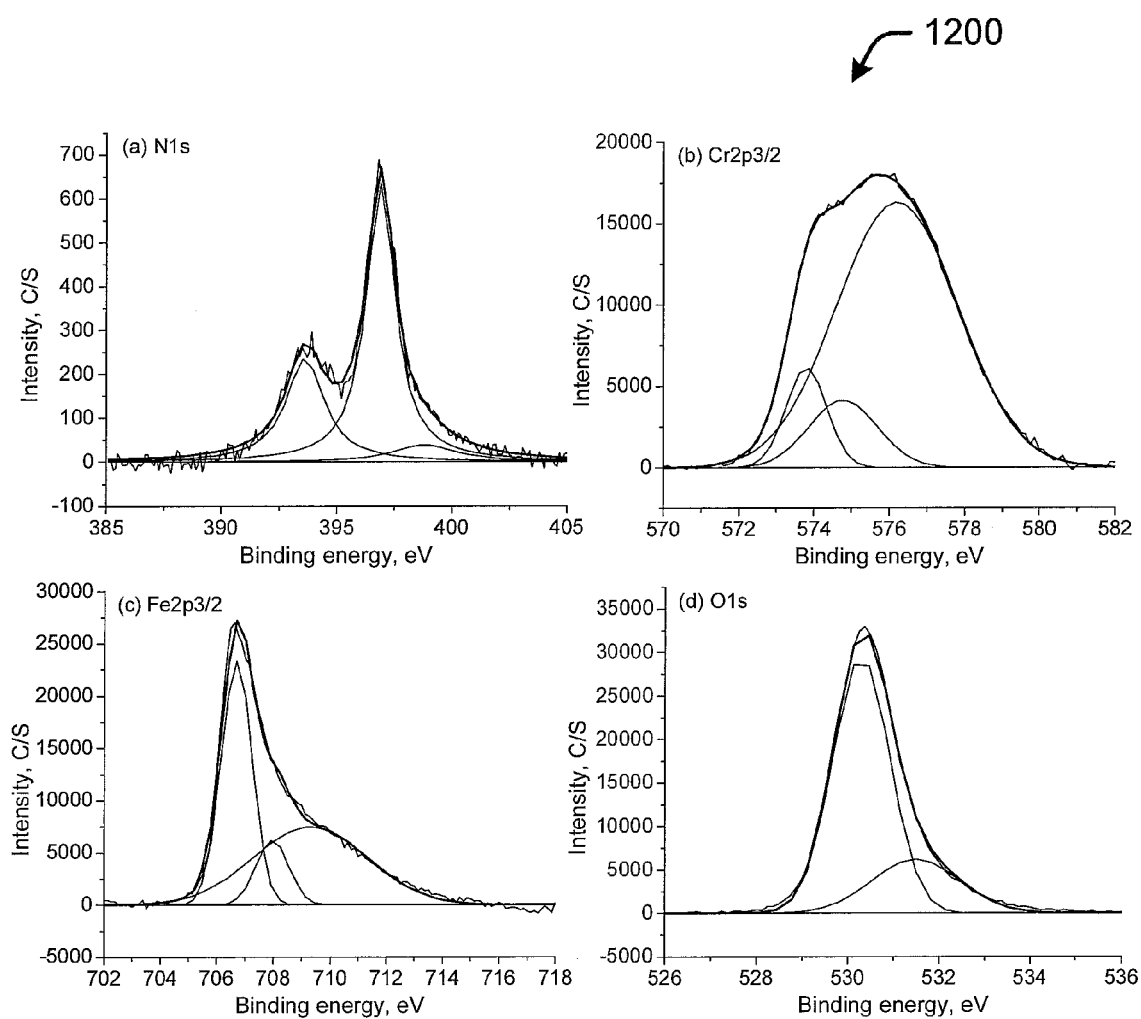 1200
(a) N1s
700
600
500
400
300
200
100
0
-100
Intensity, C/S
385 390 395 400 405
Binding energy, eV
(b) Cr2p3/2
20000
15000
10000
5000
0
Intensity, C/S
570 572 574 576 578 580 582
Binding energy, eV
(c) Fe2p3/2
30000
25000
20000
15000
10000
5000
0
-5000
Intensity, C/S
702 704 706 708 710 712 714 716 718
Binding energy, eV
(d) O1s
35000
30000
25000
20000
15000
10000
5000
0
-5000
Intensity, C/S
526 528 530 532 534 536
Binding energy, eV